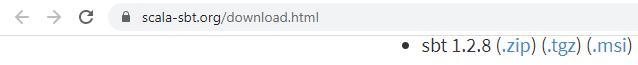 scala-sbt.org/download.html
• sbt 1.2.8 (.zip) (.tgz) (.msi)